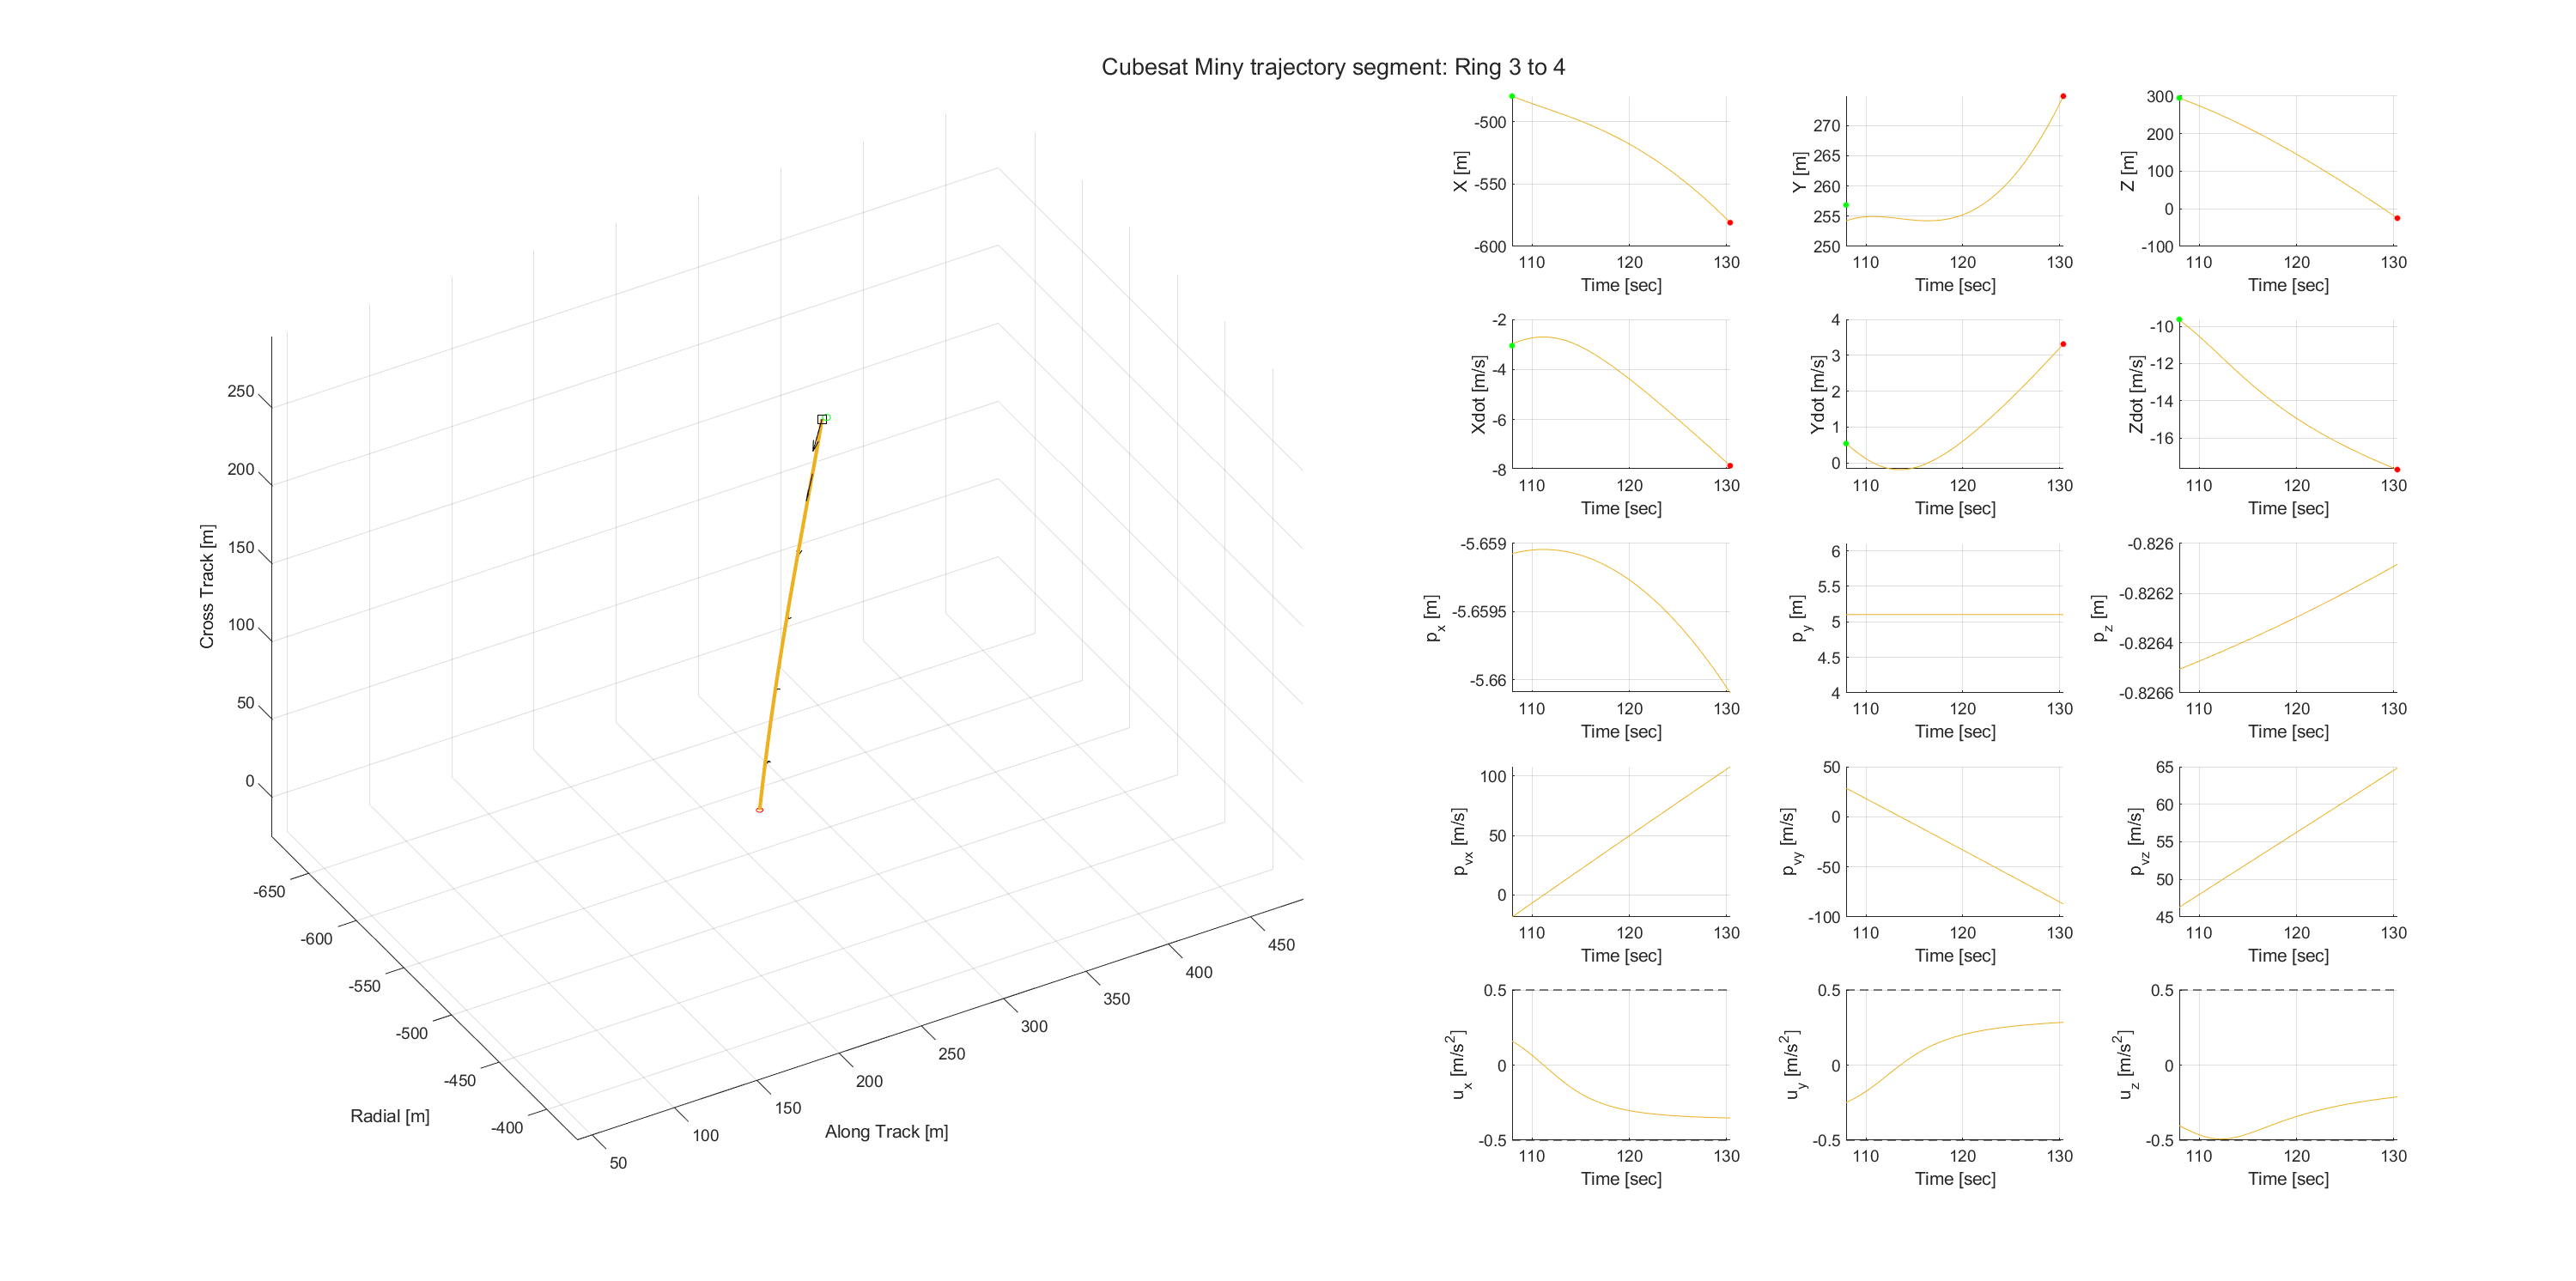 Cubesat Miny trajectory segment: Ring 3 to 4
250
200
150
100
50
0
Cross Track [m]
-650
-600
-550
-500
-450
-400
Radial [m]
50
100
150
200
250
300
350
400
450
Along Track [m]
-500
-550
-600
X [m]
110 120 130
Time [sec]
270
265
260
255
250
Y [m]
110 120 130
Time [sec]
300
200
100
0
-100
Z [m]
110 120 130
Time [sec]
-2
-4
-6
-8
Xdot [m/s]
110 120 130
Time [sec]
4
3
2
1
0
Ydot [m/s]
110 120 130
Time [sec]
-10
-12
-14
-16
Zdot [m/s]
110 120 130
Time [sec]
-5.659
-5.6595
-5.66
p_x [m]
110 120 130
Time [sec]
6
5.5
5
4.5
4
p_y [m]
110 120 130
Time [sec]
-0.826
-0.8262
-0.8264
-0.8266
p_z [m]
110 120 130
Time [sec]
100
50
0
p_vx [m/s]
110 120 130
Time [sec]
50
0
-50
-100
p_vy [m/s]
110 120 130
Time [sec]
65
60
55
50
45
p_vz [m/s]
110 120 130
Time [sec]
0.5
0
-0.5
u_x [m/s²]
110 120 130
Time [sec]
0.5
0
-0.5
u_y [m/s²]
110 120 130
Time [sec]
0.5
0
-0.5
u_z [m/s²]
110 120 130
Time [sec]